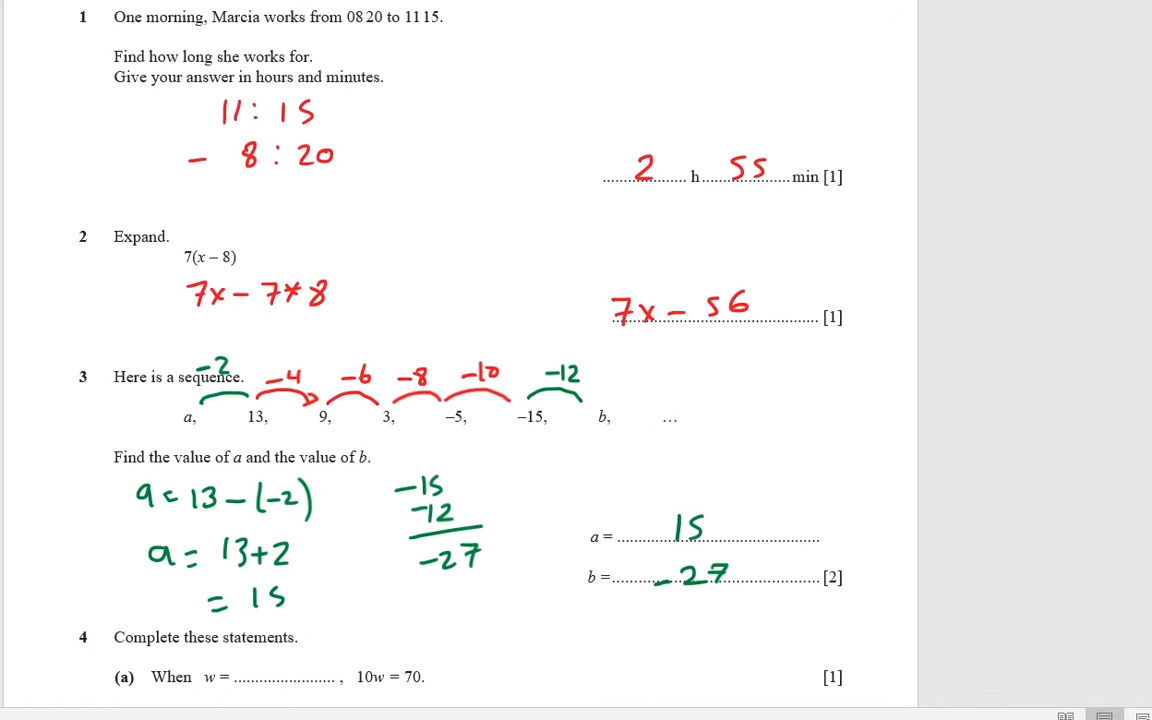 1 One morning, Marcia works from 08 20 to 11 15.
Find how long she works for.
Give your answer in hours and minutes.
11 : 15
- 8 : 20
2 h 55 min [1]
2 Expand.
7(x – 8)
7x - 7* 8
7x - 56 [1]
-2 -4 -6 -8 -10 -12
3 Here is a sequence.
a, 13, 9, 3, –5, –15, b, ...
Find the value of a and the value of b.
a = 13 - (-2)
a = 13+2
= 15
-15
-12
-27
a = 15
b = -27 [2]
4 Complete these statements.
(a) When w = ........................ , 10w = 70. [1]